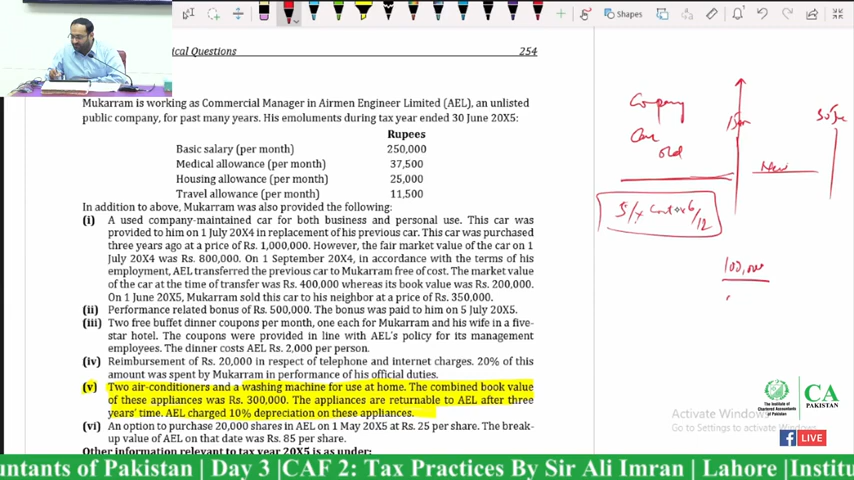 Shapes
ical Questions
254
Mukarram is working as Commercial Manager in Airmen Engineer Limited (AEL), an unlisted
public company, for past many years. His emoluments during tax year ended 30 June 20X5:
Rupees
Basic salary (per month) 250,000
Medical allowance (per month) 37,500
Housing allowance (per month) 25,000
Travel allowance (per month) 11,500
In addition to above, Mukarram was also provided the following:
(i) A used company-maintained car for both business and personal use. This car was
provided to him on 1 July 20X4 in replacement of his previous car. This car was purchased
three years ago at a price of Rs. 1,000,000. However, the fair market value of the car on 1
July 20X4 was Rs. 800,000. On 1 September 20X4, in accordance with the terms of his
employment, AEL transferred the previous car to Mukarram free of cost. The market value
of the car at the time of transfer was Rs. 400,000 whereas its book value was Rs. 200,000.
On 1 June 20X5, Mukarram sold this car to his neighbor at a price of Rs. 350,000.
(ii) Performance related bonus of Rs. 500,000. The bonus was paid to him on 5 July 20X5.
(iii) Two free buffet dinner coupons per month, one each for Mukarram and his wife in a five-
star hotel. The coupons were provided in line with AEL's policy for its management
employees. The dinner costs AEL Rs. 2,000 per person.
(iv) Reimbursement of Rs. 20,000 in respect of telephone and internet charges. 20% of this
amount was spent by Mukarram in performance of his official duties.
(v) Two air-conditioners and a washing machine for use at home. The combined book value
of these appliances was Rs. 300,000. The appliances are returnable to AEL after three
years' time. AEL charged 10% depreciation on these appliances.
(vi) An option to purchase 20,000 shares in AEL on 1 May 20X5 at Rs. 25 per share. The break-
up value of AEL on that date was Rs. 85 per share.
Other information relevant to tax year 20X5 is as under:
Company
Car
old
New
6/12
100,000
The Institute of
Chartered Accountants
of Pakistan
CA
PAKISTAN
Activate Windows
Go to Settings to activate Windows
LIVE
untants of Pakistan | Day 3 |CAF 2: Tax Practices By Sir Ali Imran | Lahore |Institu